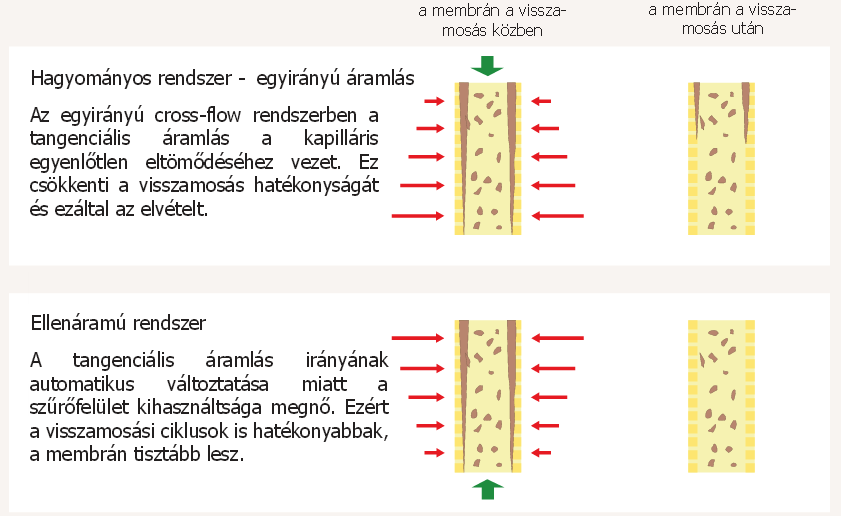 a membrán a vissza-
mosás közben
a membrán a vissza-
mosás után
Hagyományos rendszer - egyirányú áramlás
Az egyirányú cross-flow rendszerben a
tangenciális áramlás a kapilláris
egyenlőtlen eltömődéséhez vezet. Ez
csökkenti a visszamosás hatékonyságát
és ezáltal az elvételt.
Ellenáramú rendszer
A tangenciális áramlás irányának
automatikus változtatása miatt a
szűrőfelület kihasználtsága megnő. Ezért
a visszamosási ciklusok is hatékonyabbak,
a membrán tisztább lesz.